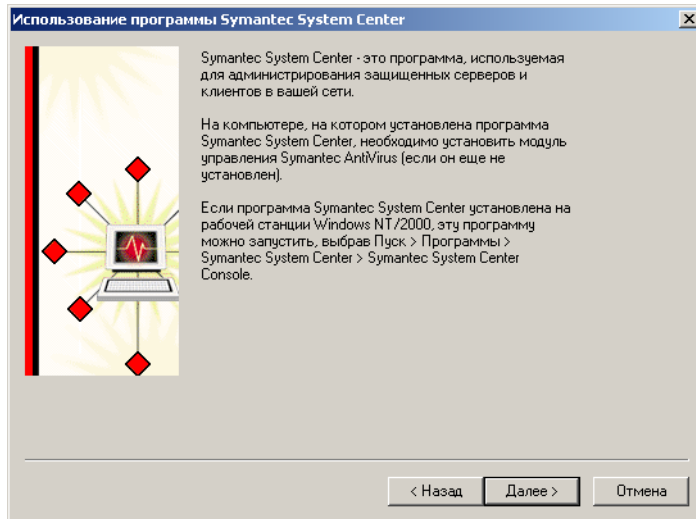 Использование программы Symantec System Center
Symantec System Center - это программа, используемая
для администрирования защищенных серверов и
клиентов в вашей сети.
На компьютере, на котором установлена программа
Symantec System Center, необходимо установить модуль
управления Symantec AntiVirus (если он еще не
установлен).
Если программа Symantec System Center установлена на
рабочей станции Windows NT/2000, эту программу
можно запустить, выбрав Пуск > Программы >
Symantec System Center > Symantec System Center
Console.
< Назад Далее > Отмена